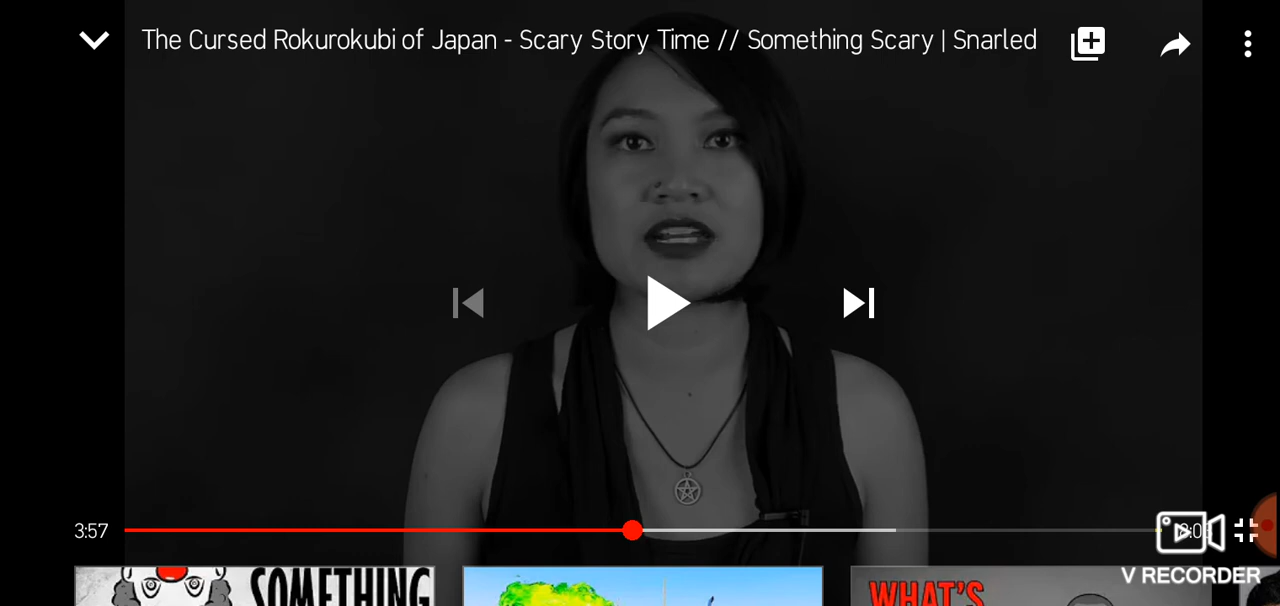 The Cursed Rokurokubi of Japan - Scary Story Time // Something Scary | Snarled
3:57
V RECORDER
SOMETHING
WHAT'S